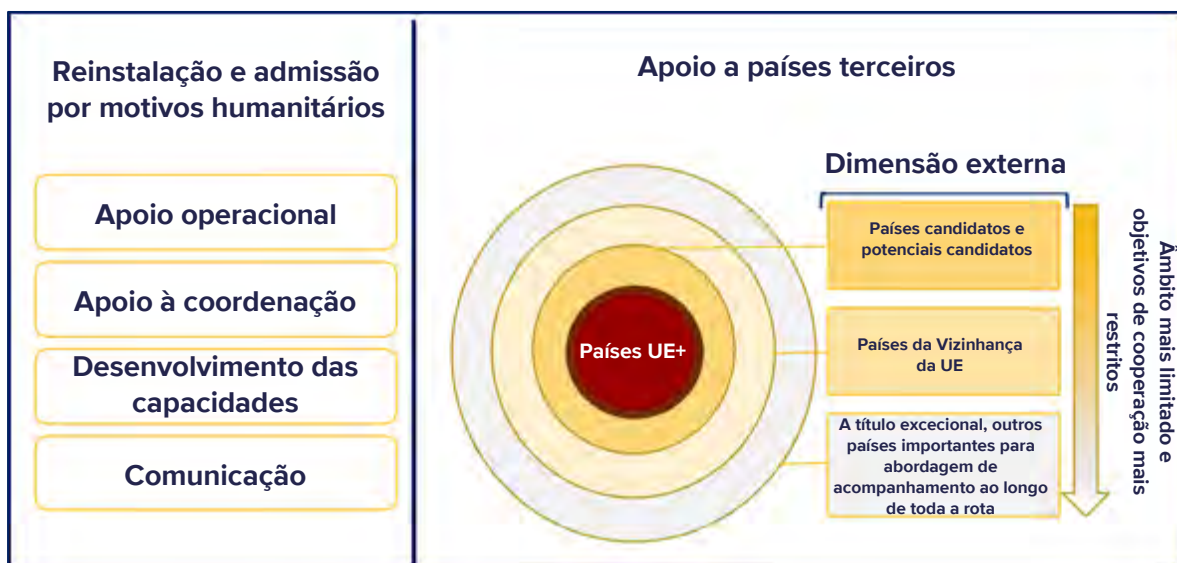 Reinstalação e admissão
por motivos humanitários
Apoio operacional
Apoio à coordenação
Desenvolvimento das
capacidades
Comunicação
Apoio a países terceiros
Dimensão externa
Países UE+
Países candidatos e
potenciais candidatos
Países da Vizinhança
da UE
A título excecional, outros
países importantes para
abordagem de
acompanhamento ao longo
de toda a rota
Âmbito mais limitado e
objetivos de cooperação mais
restritos